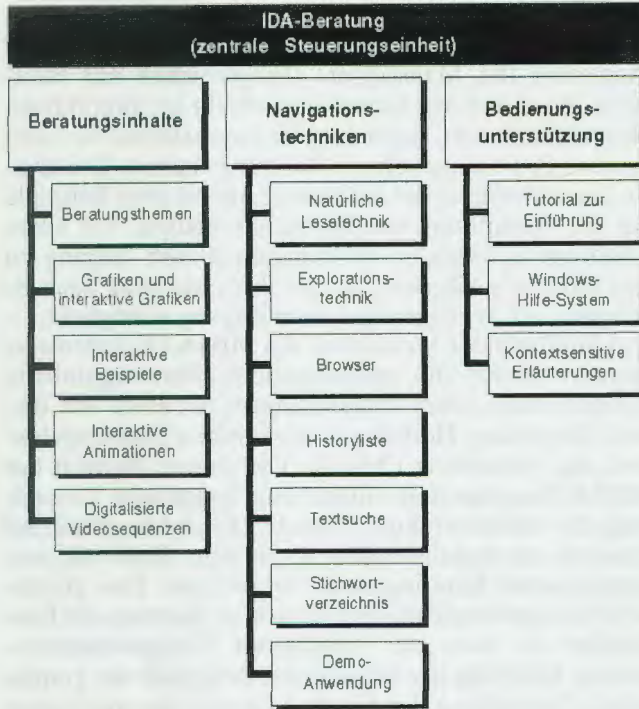 IDA-Beratung
(zentrale Steuerungseinheit)
Beratungsinhalte
Beratungsthemen
Grafiken und
interaktive Grafiken
Interaktive
Beispiele
Interaktive
Animationen
Digitalisierte
Videosequenzen
Navigations-
techniken
Natürliche
Lesetechnik
Explorations-
technik
Browser
Historyliste
Textsuche
Stichwort-
verzeichnis
Demo-
Anwendung
Bedienungs-
unterstützung
Tutorial zur
Einführung
Windows-
Hilfe-System
Kontextsensitive
Erläuterungen